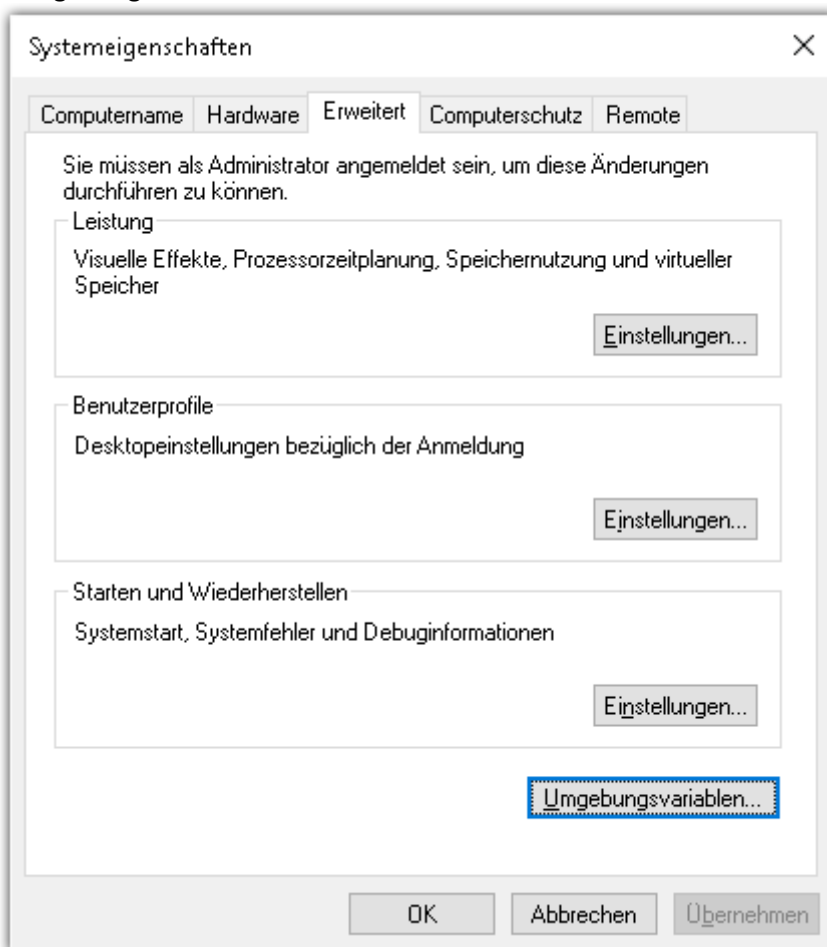 Systemeigenschaften
Computername Hardware Erweitert Computerschutz Remote
Sie müssen als Administrator angemeldet sein, um diese Änderungen
durchführen zu können.
Leistung
Visuelle Effekte, Prozessorzeitplanung, Speichernutzung und virtueller
Speicher
Einstellungen...
Benutzerprofile
Desktopeinstellungen bezüglich der Anmeldung
Einstellungen...
Starten und Wiederherstellen
Systemstart, Systemfehler und Debuginformationen
Einstellungen...
Umgebungsvariablen...
OK Abbrechen Übernehmen